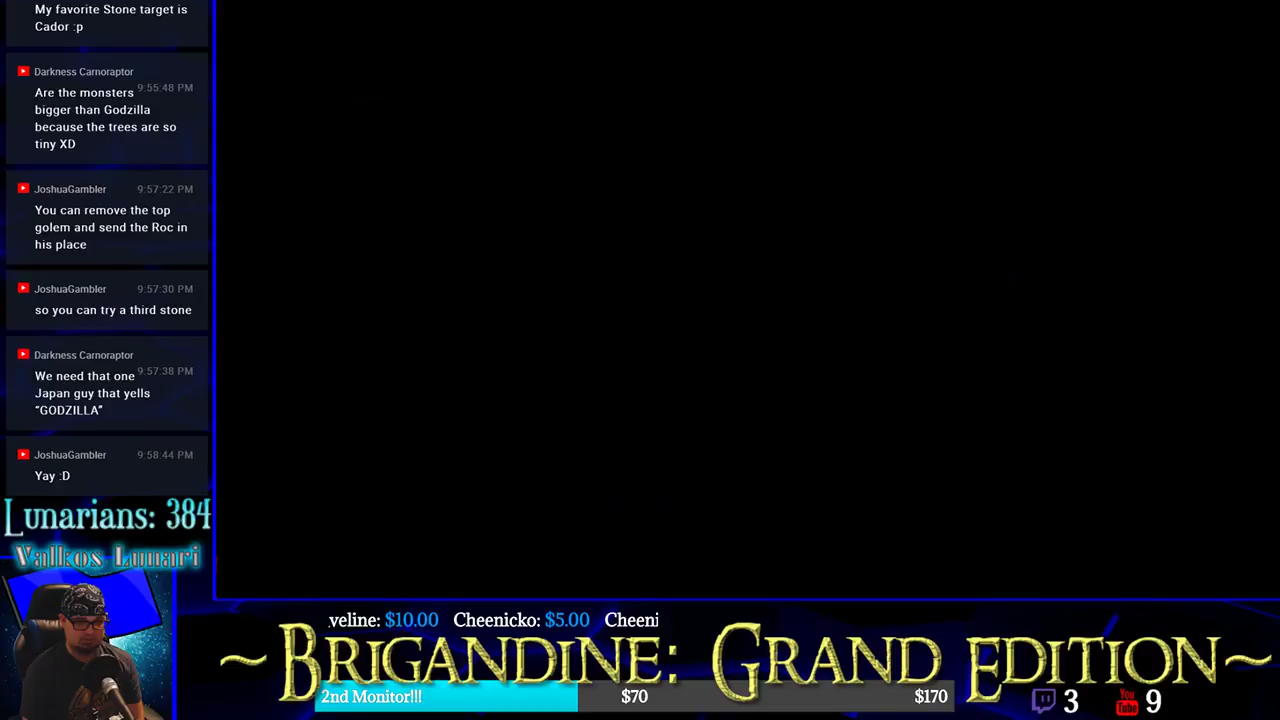 My favorite Stone target is
Cador :p
Darkness Carnoraptor
9:55:48 PM
Are the monsters
bigger than Godzilla
because the trees are so
tiny XD
JoshuaGambler 9:57:22 PM
You can remove the top
golem and send the Roc in
his place
JoshuaGambler 9:57:30 PM
so you can try a third stone
Darkness Carnoraptor
9:57:38 PM
We need that one
Japan guy that yells
“GODZILLA”
JoshuaGambler 9:58:44 PM
Yay :D
Lunarians: 384
Valkos Lunari
veline: $10.00 Cheenicko: $5.00 Cheeni
~Brigandine: Grand Edition~
2nd Monitor!!! $70 $170
3 You Tube 9